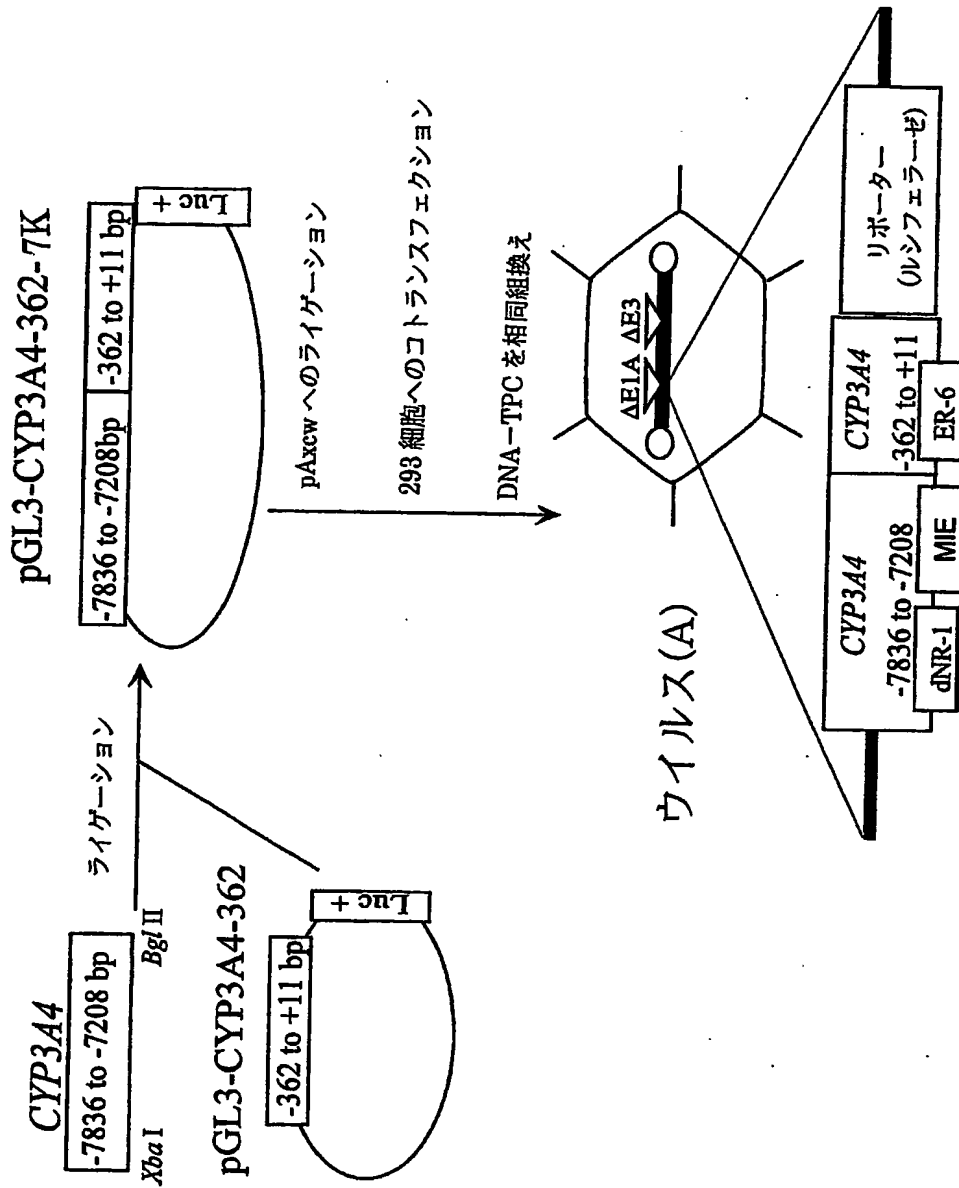 CYP3A4
-7836 to -7208 bp
Xba I
Bgl II
ライゲーション
pGL3-CYP3A4-362
-362 to +11 bp
Luc +
pGL3-CYP3A4-362-7K
-7836 to -7208bp
-362 to +11 bp
Luc +
pAxcw へのライゲーション
293 細胞へのコトランスフェクション
DNA－TPC を相同組換え
ウイルス(A)
ΔE1A ΔE3
CYP3A4
-7836 to -7208
dNR-1
MIE
CYP3A4
-362 to +11
ER-6
リポーター
(ルシフェラーゼ)